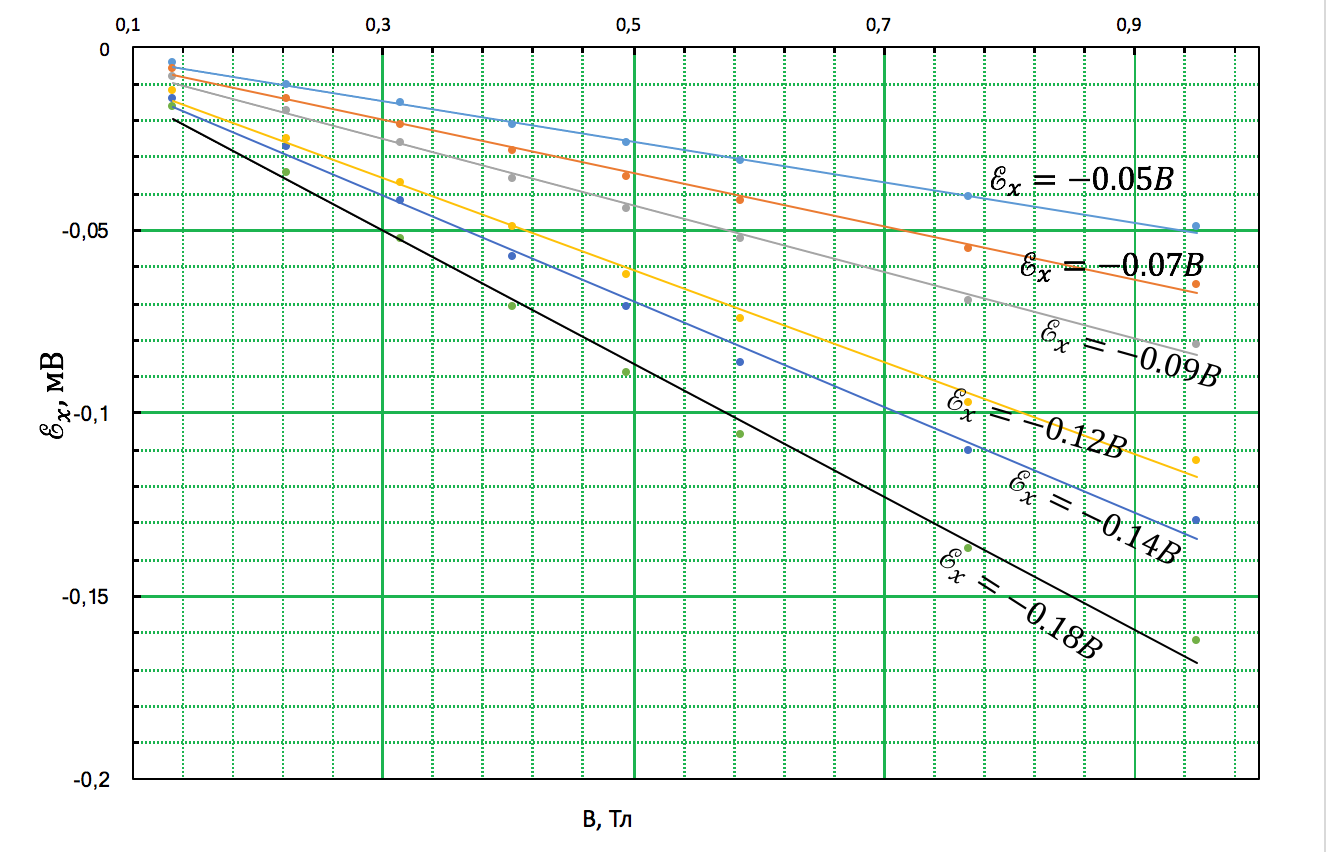 0,1 0,3 0,5 0,7 0,9
0
ℰₓ = −0.05B
-0,05
ℰₓ = −0.07B
ℰₓ = −0.09B
ℰₓ, мВ
-0,1
ℰₓ = −0.12B
ℰₓ = −0.14B
ℰₓ = −0.18B
-0,15
-0,2
В, Тл